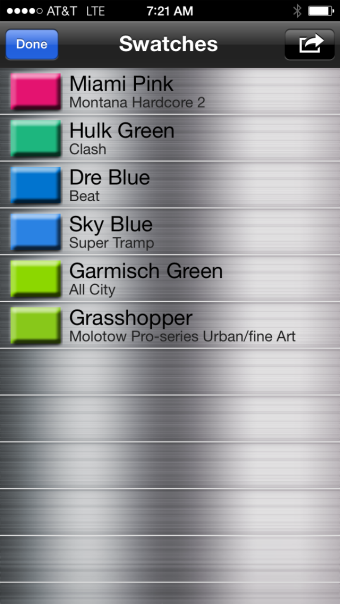 AT&T LTE 7:21 AM
Done Swatches
Miami Pink
Montana Hardcore 2
Hulk Green
Clash
Dre Blue
Beat
Sky Blue
Super Tramp
Garmisch Green
All City
Grasshopper
Molotow Pro-series Urban/fine Art